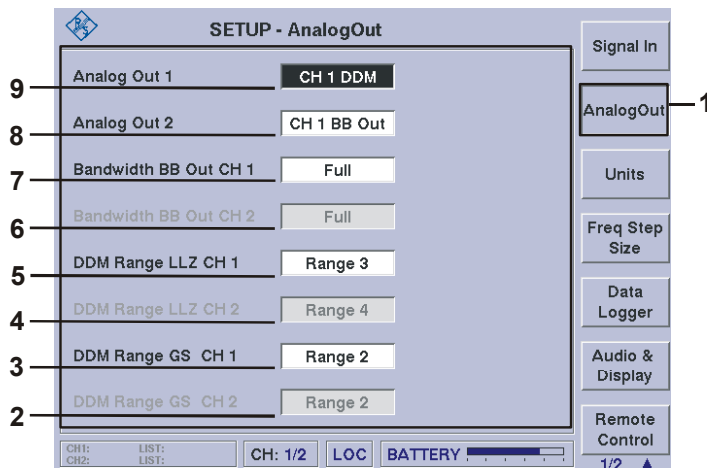 R S
SETUP - AnalogOut
Signal In
9 Analog Out 1 CH 1 DDM
AnalogOut 1
8 Analog Out 2 CH 1 BB Out
7 Bandwidth BB Out CH 1 Full
Units
6 Bandwidth BB Out CH 2 Full
Freq Step
Size
5 DDM Range LLZ CH 1 Range 3
4 DDM Range LLZ CH 2 Range 4
Data
Logger
3 DDM Range GS CH 1 Range 2
Audio &
Display
2 DDM Range GS CH 2 Range 2
Remote
Control
CH1: LIST:
CH2: LIST:
CH: 1/2 LOC BATTERY
1/2